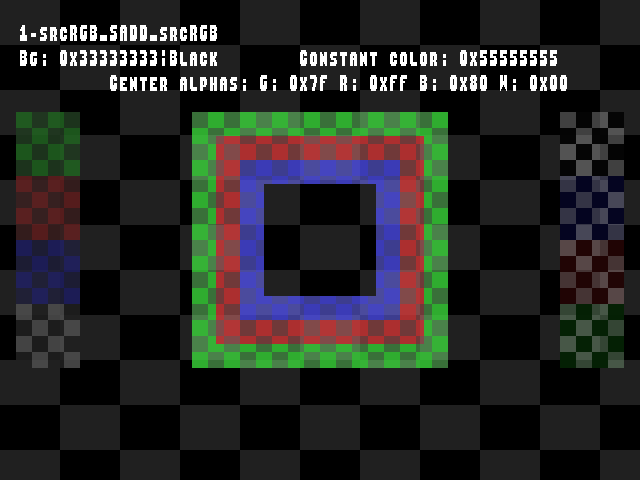 1-srcRGB_SADD_srcRGB
Bg: 0x33333333¦Black Constant color: 0x55555555
Center alphas: G: 0x7F R: 0xFF B: 0x80 W: 0x00